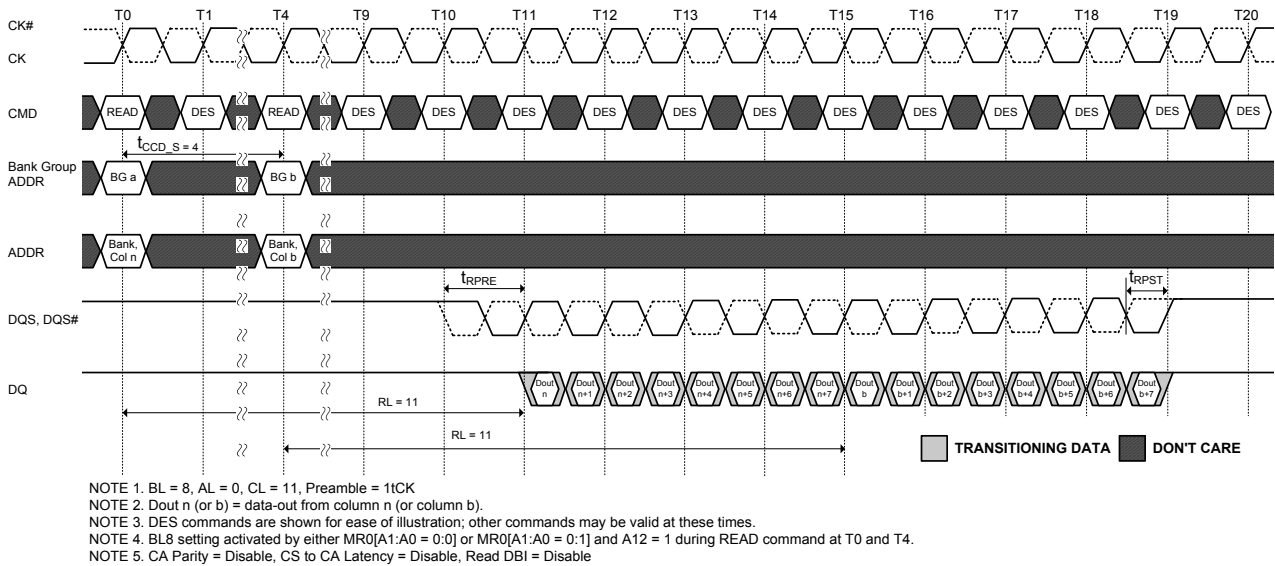 T0 T1 T4 T9 T10 T11 T12 T13 T14 T15 T16 T17 T18 T19 T20
CK#
CK
CMD READ DES READ DES DES DES DES DES DES DES DES DES DES DES DES
tCCD_S = 4
Bank Group
ADDR
BG a BG b
ADDR
Bank,
Col n
Bank,
Col b
tRPRE tRPST
DQS, DQS#
DQ
Dout
n
Dout
n+1
Dout
n+2
Dout
n+3
Dout
n+4
Dout
n+5
Dout
n+6
Dout
n+7
Dout
b
Dout
b+1
Dout
b+2
Dout
b+3
Dout
b+4
Dout
b+5
Dout
b+6
Dout
b+7
RL = 11
RL = 11
TRANSITIONING DATA DON'T CARE
NOTE 1. BL = 8, AL = 0, CL = 11, Preamble = 1tCK
NOTE 2. Dout n (or b) = data-out from column n (or column b).
NOTE 3. DES commands are shown for ease of illustration; other commands may be valid at these times.
NOTE 4. BL8 setting activated by either MR0[A1:A0 = 0:0] or MR0[A1:A0 = 0:1] and A12 = 1 during READ command at T0 and T4.
NOTE 5. CA Parity = Disable, CS to CA Latency = Disable, Read DBI = Disable